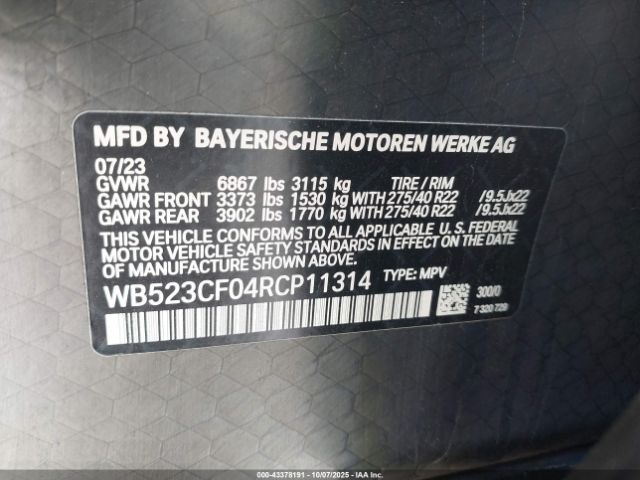 MFD BY BAYERISCHE MOTOREN WERKE AG
07/23
GVWR 6867 lbs 3115 kg TIRE / RIM
GAWR FRONT 3373 lbs 1530 kg WITH 275/40 R22 /9.5Jx22
GAWR REAR 3902 lbs 1770 kg WITH 275/40 R22 /9.5Jx22
THIS VEHICLE CONFORMS TO ALL APPLICABLE U. S. FEDERAL
MOTOR VEHICLE SAFETY STANDARDS IN EFFECT ON THE
DATE OF MANUFACTURE SHOWN ABOVE.
WB523CF04RCP11314 TYPE: MPV
300/0
7 320 729
000-43378191 - 10/07/2025 - IAA Inc.